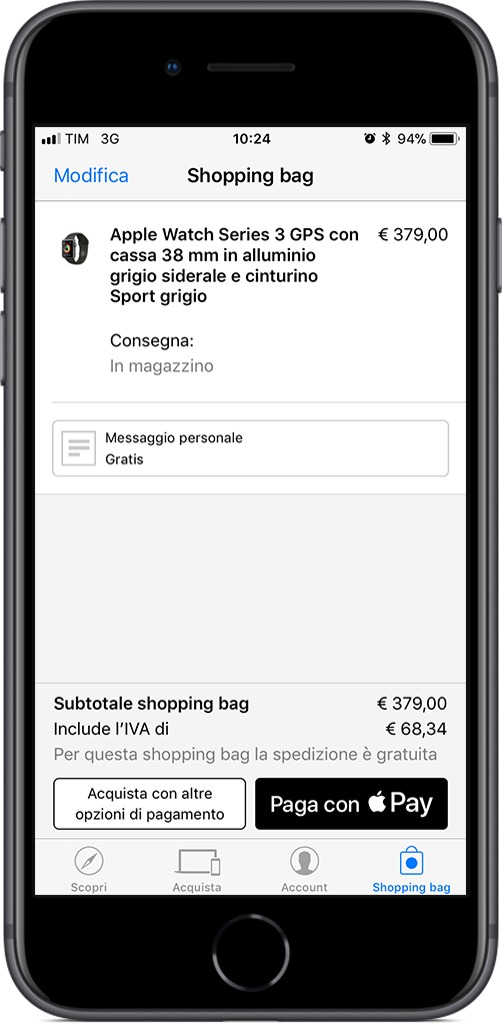 TIM 3G 10:24 94%
Modifica Shopping bag
Apple Watch Series 3 GPS con € 379,00
cassa 38 mm in alluminio
grigio siderale e cinturino
Sport grigio
Consegna:
In magazzino
Messaggio personale
Gratis
Subtotale shopping bag € 379,00
Include l’IVA di € 68,34
Per questa shopping bag la spedizione è gratuita
Acquista con altre
opzioni di pagamento
Paga con Pay
Scopri Acquista Account Shopping bag